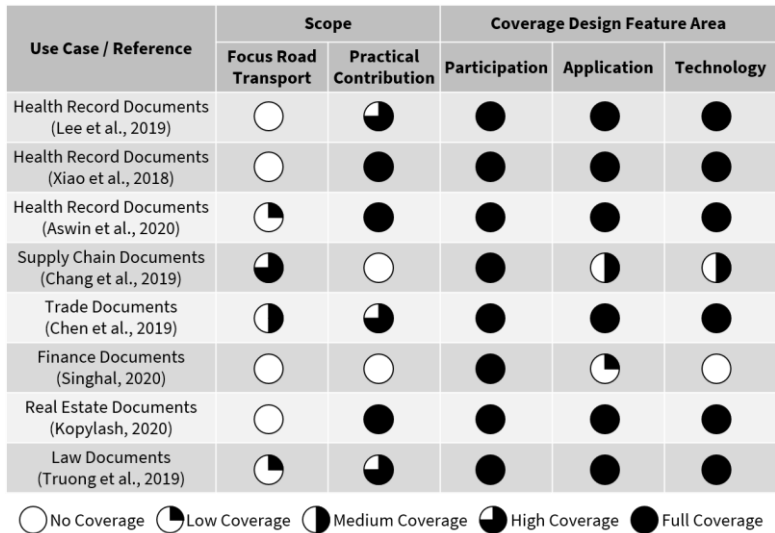 Use Case / Reference
Scope
Coverage Design Feature Area
Focus Road
Transport
Practical
Contribution
Participation
Application
Technology
Health Record Documents
(Lee et al., 2019)
Health Record Documents
(Xiao et al., 2018)
Health Record Documents
(Aswin et al., 2020)
Supply Chain Documents
(Chang et al., 2019)
Trade Documents
(Chen et al., 2019)
Finance Documents
(Singhal, 2020)
Real Estate Documents
(Kopylash, 2020)
Law Documents
(Truong et al., 2019)
No Coverage Low Coverage Medium Coverage High Coverage Full Coverage